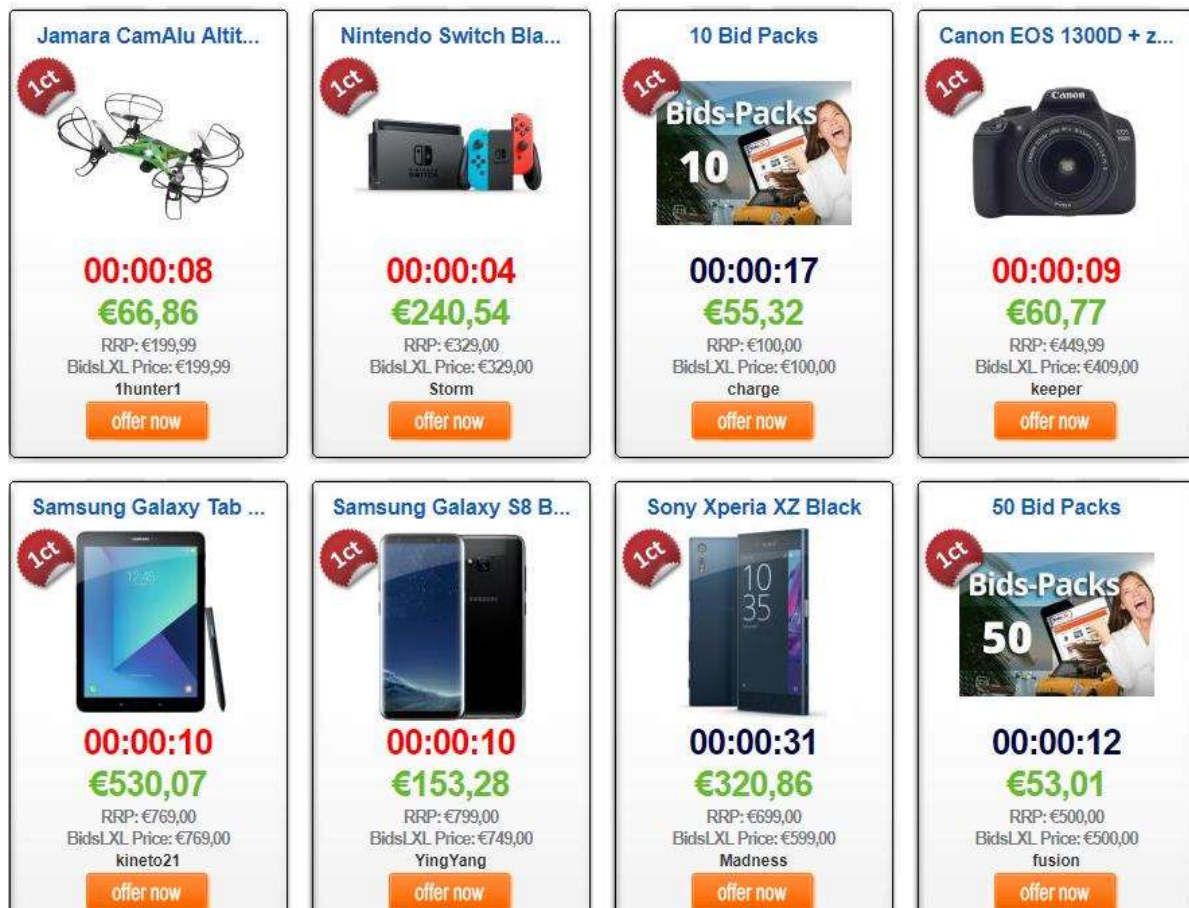 Jamara CamAlu Altit...
1ct
00:00:08
€66,86
RRP: €199,99
BidsLXL Price: €199,99
1hunter1
offer now
Nintendo Switch Bla...
1ct
NINTENDO
SWITCH
00:00:04
€240,54
RRP: €329,00
BidsLXL Price: €329,00
Storm
offer now
10 Bid Packs
1ct
Bids-Packs
10
00:00:17
€55,32
RRP: €100,00
BidsLXL Price: €100,00
charge
offer now
Canon EOS 1300D + z...
1ct
Canon
EOS
00:00:09
€60,77
RRP: €449,99
BidsLXL Price: €409,00
keeper
offer now
Samsung Galaxy Tab ...
1ct
SAMSUNG
12:45
00:00:10
€530,07
RRP: €769,00
BidsLXL Price: €769,00
kineto21
offer now
Samsung Galaxy S8 B...
1ct
SAMSUNG
00:00:10
€153,28
RRP: €799,00
BidsLXL Price: €749,00
YingYang
offer now
Sony Xperia XZ Black
1ct
SONY
10
35
00:00:31
€320,86
RRP: €699,00
BidsLXL Price: €599,00
Madness
offer now
50 Bid Packs
1ct
Bids-Packs
50
00:00:12
€53,01
RRP: €500,00
BidsLXL Price: €500,00
fusion
offer now